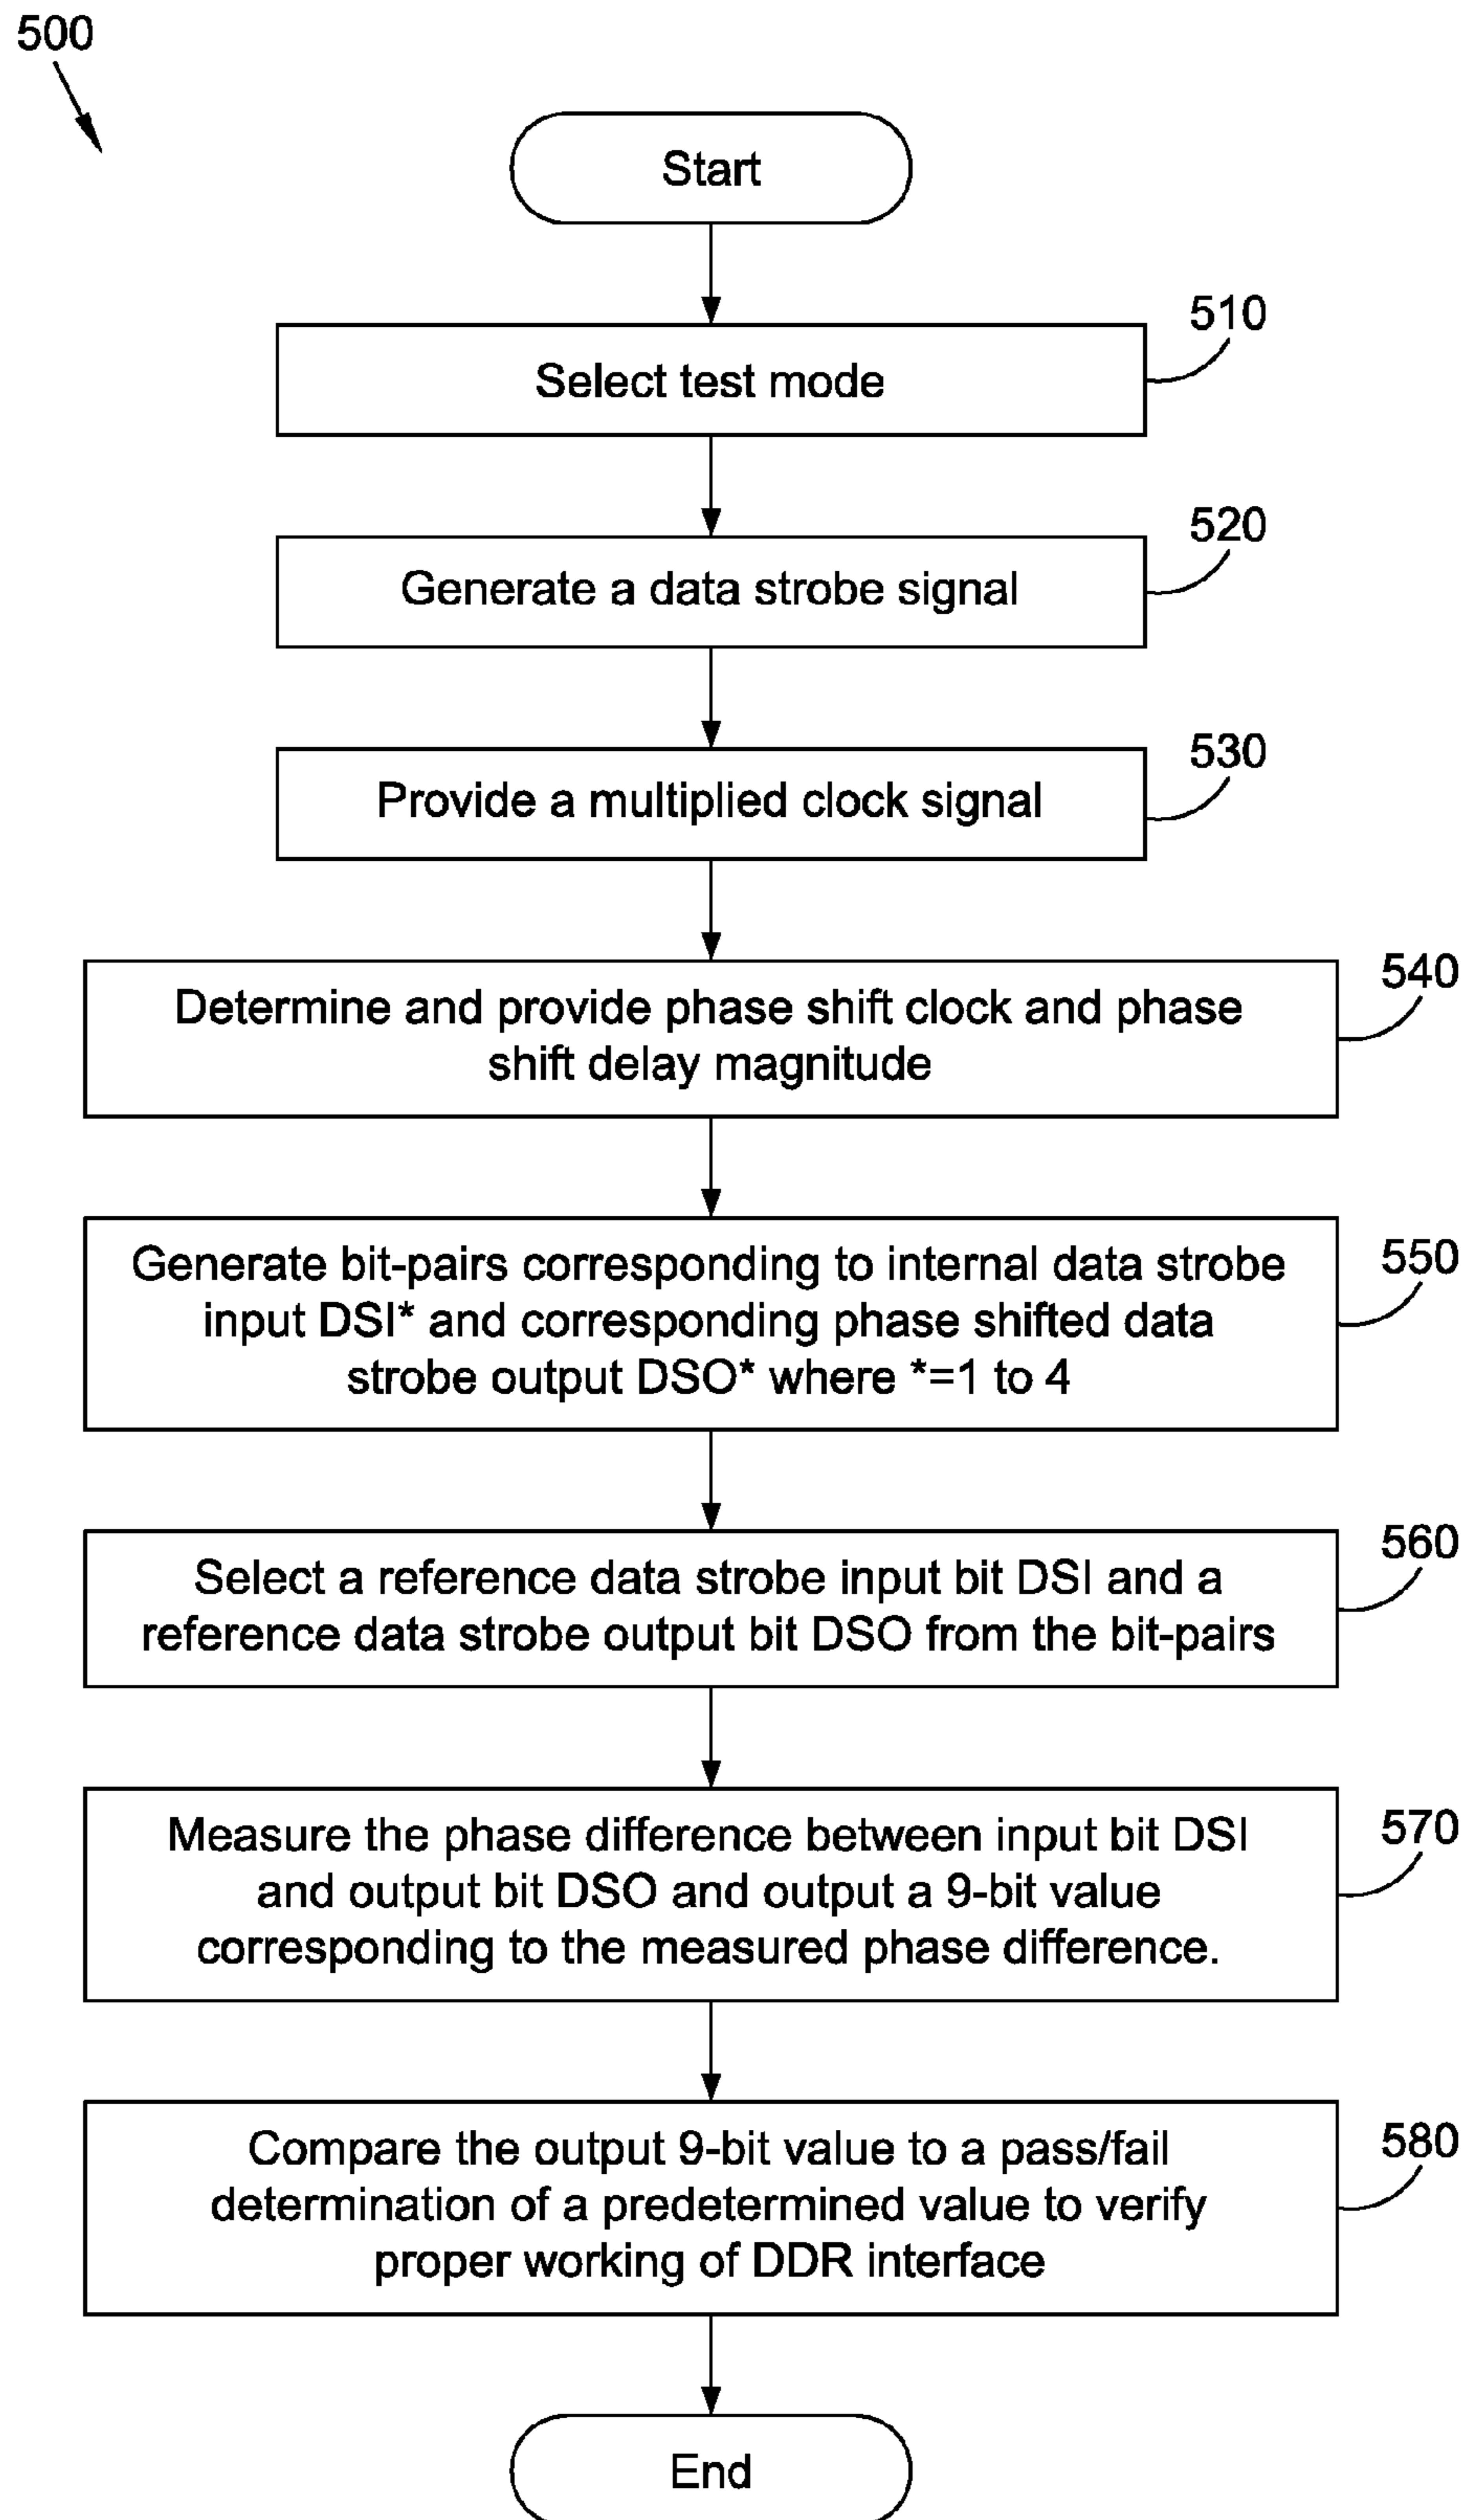 500
Start
510
Select test mode
520
Generate a data strobe signal
530
Provide a multiplied clock signal
540
Determine and provide phase shift clock and phase
shift delay magnitude
550
Generate bit-pairs corresponding to internal data strobe
input DSI* and corresponding phase shifted data
strobe output DSO* where *=1 to 4
560
Select a reference data strobe input bit DSI and a
reference data strobe output bit DSO from the bit-pairs
570
Measure the phase difference between input bit DSI
and output bit DSO and output a 9-bit value
corresponding to the measured phase difference.
580
Compare the output 9-bit value to a pass/fail
determination of a predetermined value to verify
proper working of DDR interface
End